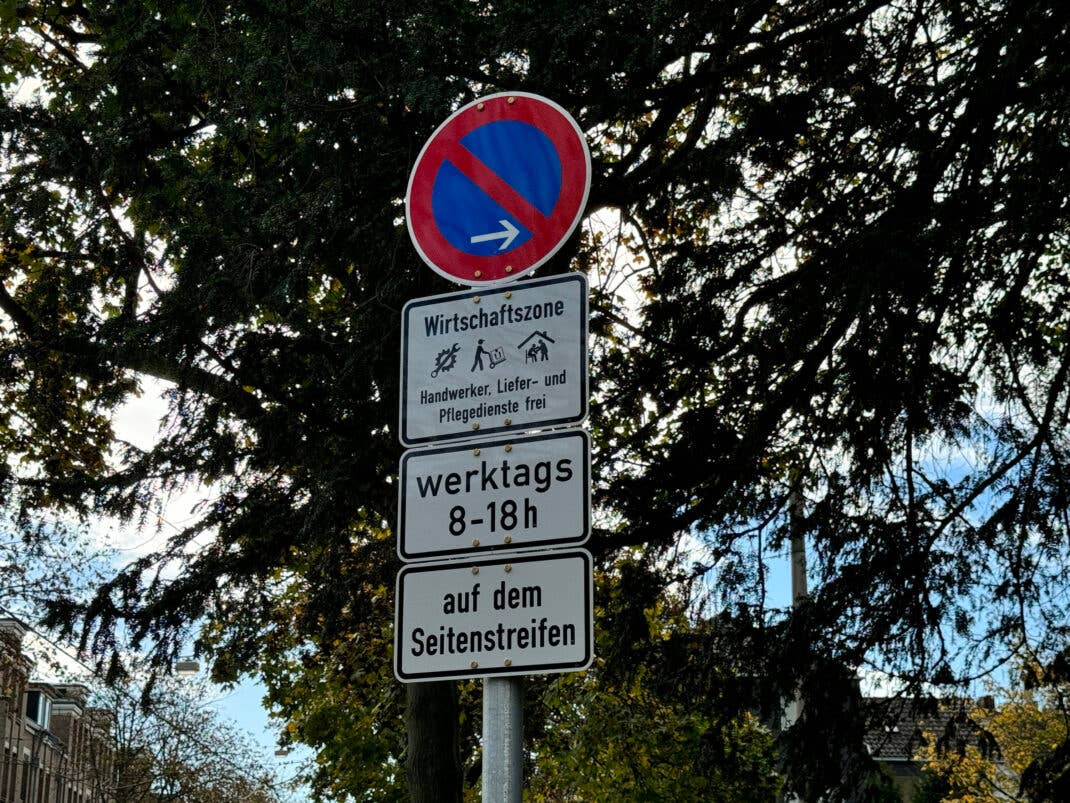 Wirtschaftszone
Handwerker, Liefer- und
Pflegedienste frei
werktags
8-18h
auf dem
Seitenstreifen